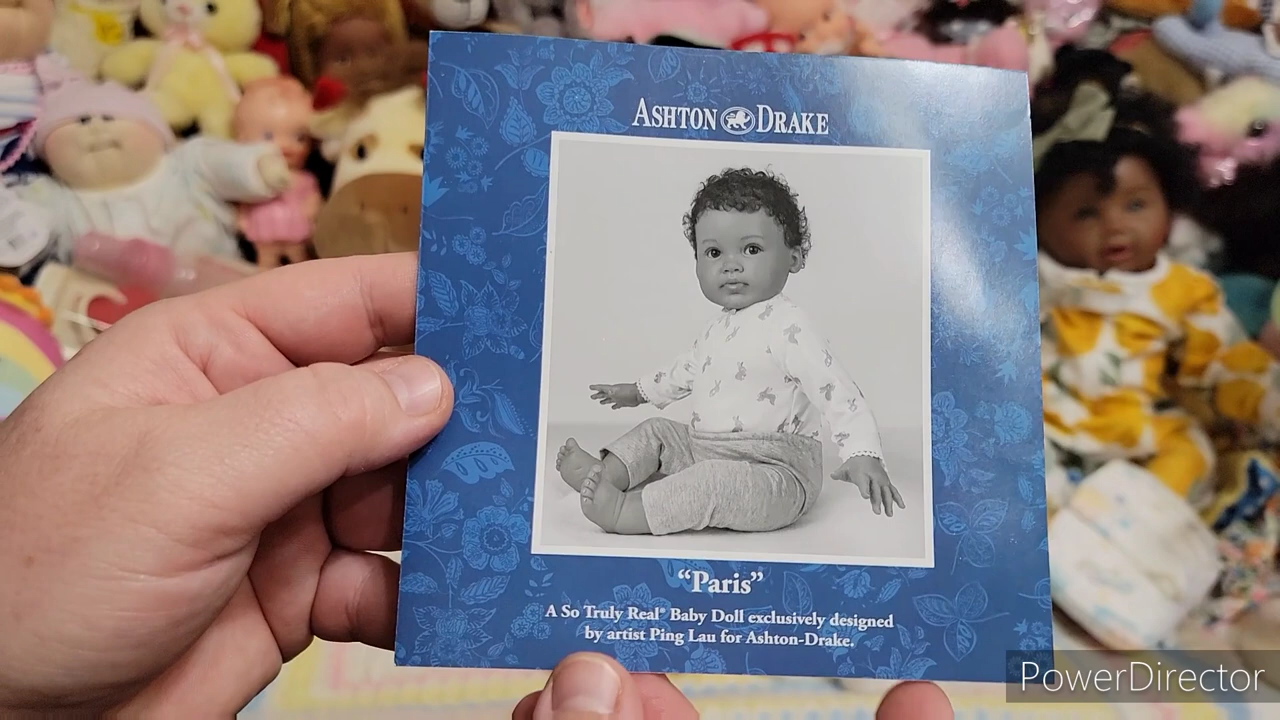 ASHTON DRAKE
“Paris”
A So Truly Real® Baby Doll exclusively designed
by artist Ping Lau for Ashton-Drake.
PowerDirector